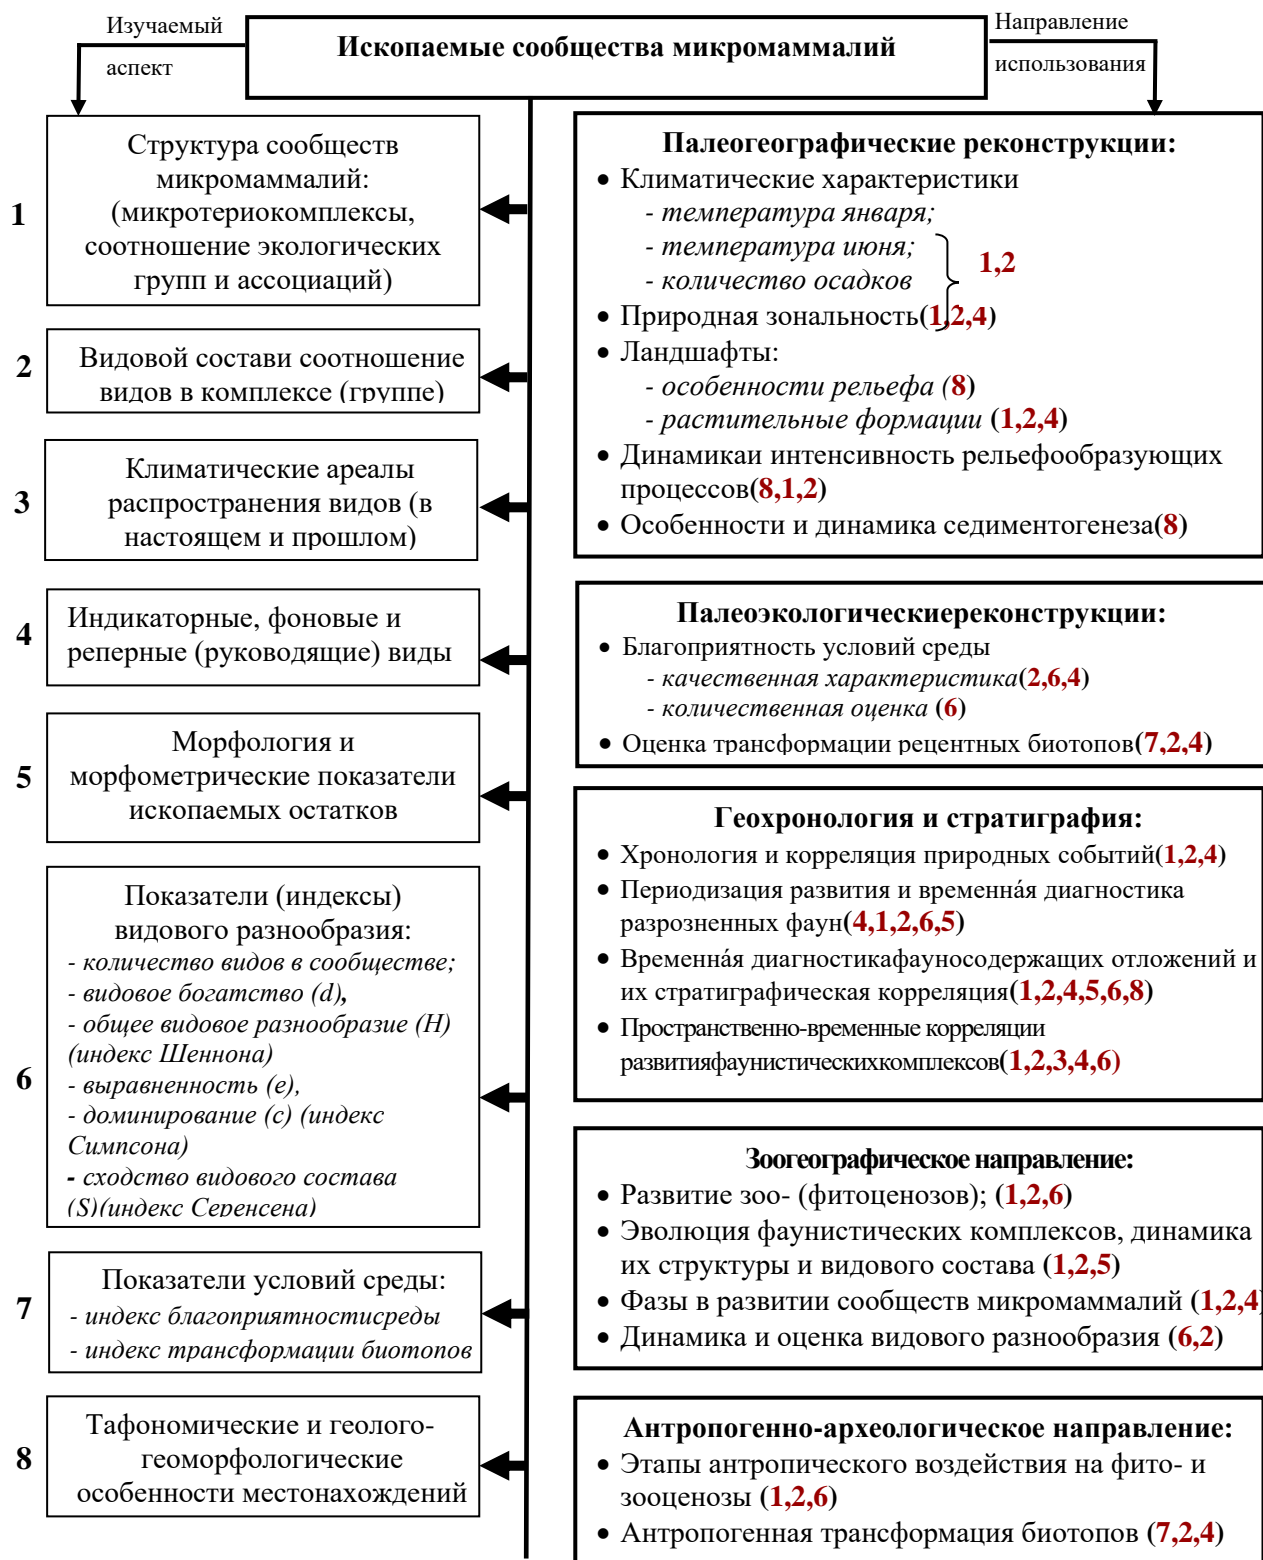 Изучаемый
аспект
Ископаемые сообщества микромаммалий
Направление
использования
1
Структура сообществ
микромаммалий:
(микротериокомплексы,
соотношение экологических
групп и ассоциаций)
2
Видовой состави соотношение
видов в комплексе (группе)
3
Климатические ареалы
распространения видов (в
настоящем и прошлом)
4
Индикаторные, фоновые и
реперные (руководящие) виды
5
Морфология и
морфометрические показатели
ископаемых остатков
6
Показатели (индексы)
видового разнообразия:
- количество видов в сообществе;
- видовое богатство (d),
- общее видовое разнообразие (H)
(индекс Шеннона)
- выравненность (e),
- доминирование (c) (индекс
Симпсона)
- сходство видового состава
(S)(индекс Серенсена)
7
Показатели условий среды:
- индекс благоприятностисреды
- индекс трансформации биотопов
8
Тафономические и геолого-
геоморфологические
особенности местонахождений
Палеогеографические реконструкции:
• Климатические характеристики
- температура января;
- температура июня;
- количество осадков
1,2
• Природная зональность(1,2,4)
• Ландшафты:
- особенности рельефа (8)
- растительные формации (1,2,4)
• Динамикаи интенсивность рельефообразующих
процессов(8,1,2)
• Особенности и динамика седиментогенеза(8)
Палеоэкологическиереконструкции:
• Благоприятность условий среды
- качественная характеристика(2,6,4)
- количественная оценка (6)
• Оценка трансформации рецентных биотопов(7,2,4)
Геохронология и стратиграфия:
• Хронология и корреляция природных событий(1,2,4)
• Периодизация развития и временнáя диагностика
разрозненных фаун(4,1,2,6,5)
• Временнáя диагностикафауносодержащих отложений и
их стратиграфическая корреляция(1,2,4,5,6,8)
• Пространственно-временные корреляции
развитияфаунистическихкомплексов(1,2,3,4,6)
Зоогеографическое направление:
• Развитие зоо- (фитоценозов); (1,2,6)
• Эволюция фаунистических комплексов, динамика
их структуры и видового состава (1,2,5)
• Фазы в развитии сообществ микромаммалий (1,2,4)
• Динамика и оценка видового разнообразия (6,2)
Антропогенно-археологическое направление:
• Этапы антропического воздействия на фито- и
зооценозы (1,2,6)
• Антропогенная трансформация биотопов (7,2,4)